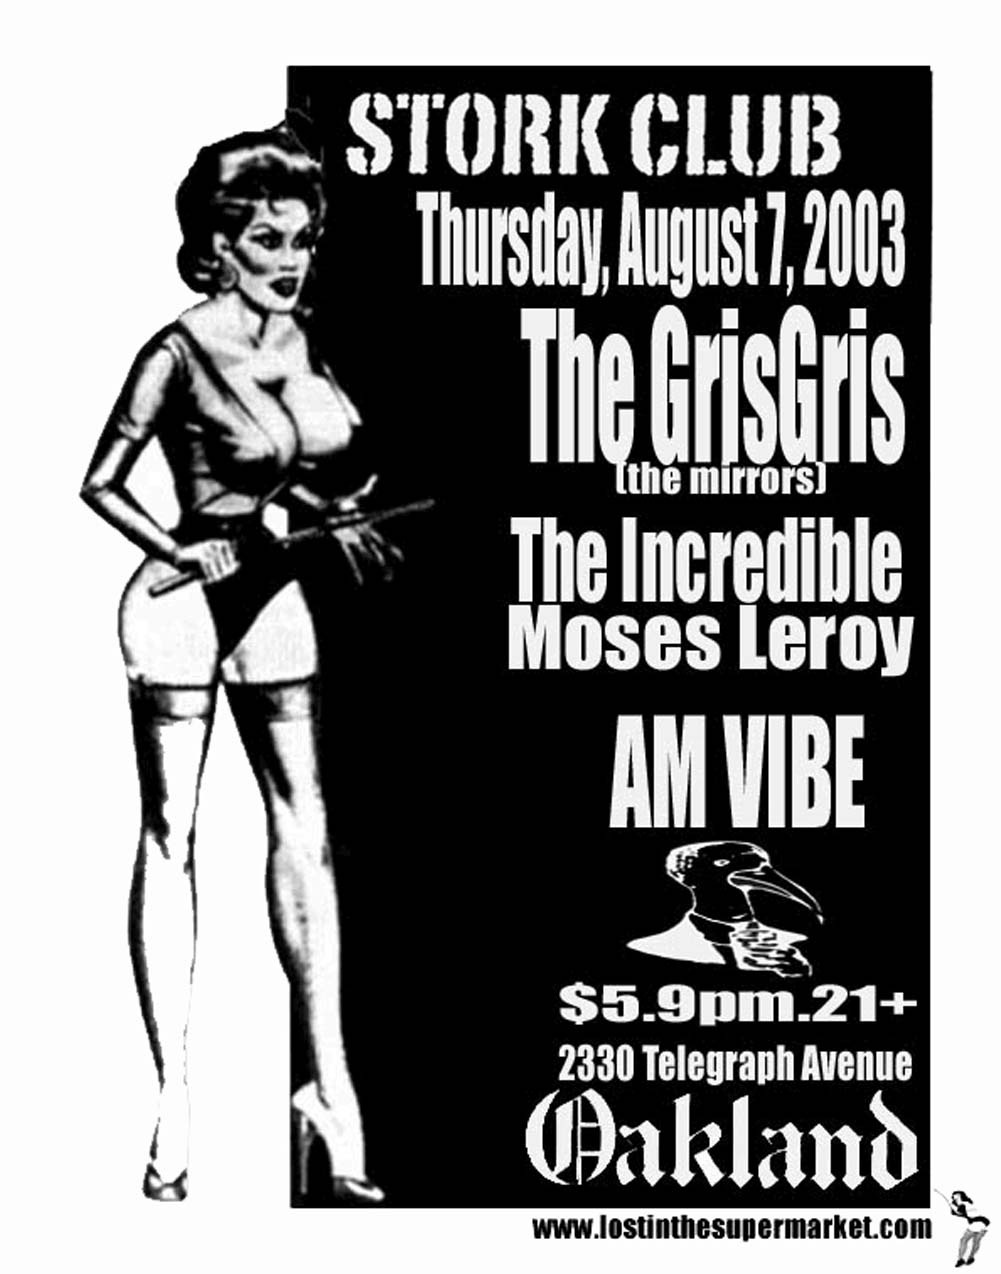 STORK CLUB
Thursday, August 7, 2003
The GrisGris
(the mirrors)
The Incredible
Moses Leroy
AM VIBE
$5.9pm.21+
2330 Telegraph Avenue
Oakland
www.lostinthesupermarket.com